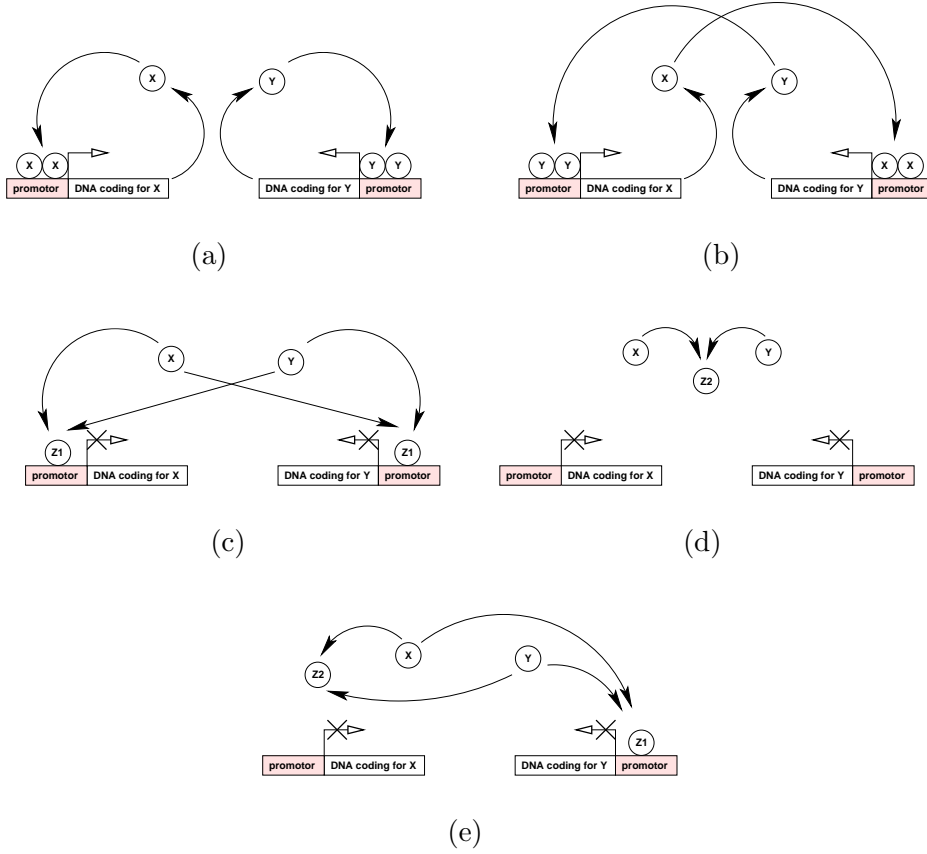 X Y
X X Y Y
promotor DNA coding for X DNA coding for Y promotor
(a)
X Y
Y Y X X
promotor DNA coding for X DNA coding for Y promotor
(b)
X Y
Z1 Z1
promotor DNA coding for X DNA coding for Y promotor
(c)
X Y
Z2
promotor DNA coding for X DNA coding for Y promotor
(d)
X Y
Z2
Z1
promotor DNA coding for X DNA coding for Y promotor
(e)